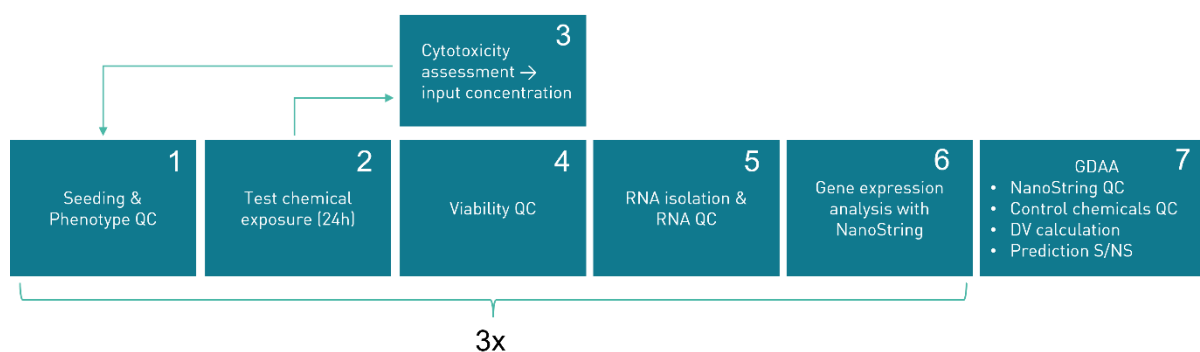 3
Cytotoxicity
assessment →
input concentration
1
Seeding &
Phenotype QC
2
Test chemical
exposure (24h)
4
Viability QC
5
RNA isolation &
RNA QC
6
Gene expression
analysis with
NanoString
7
GDAA
• NanoString QC
• Control chemicals QC
• DV calculation
• Prediction S/NS
3x